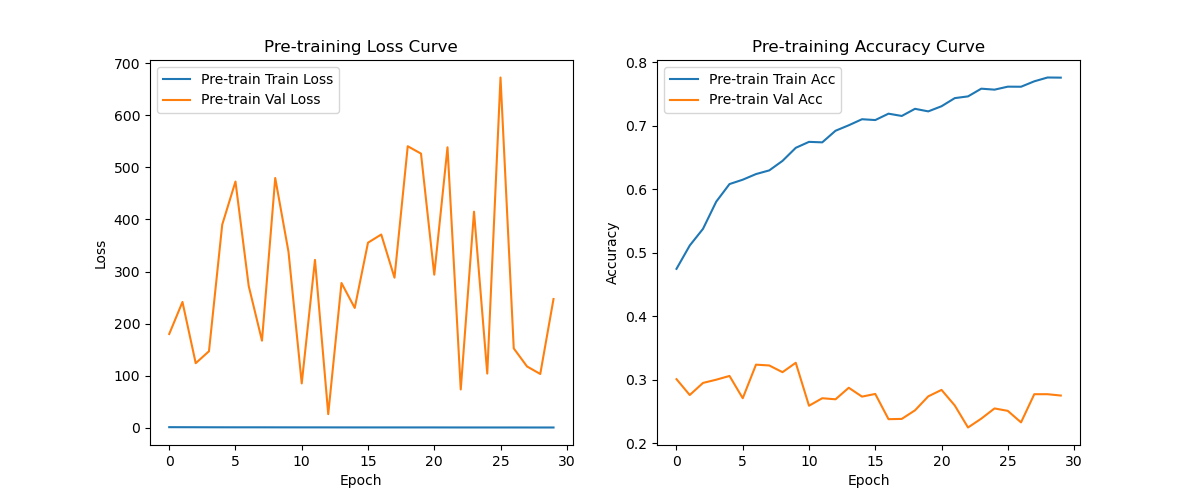 Pre-training Loss Curve
Pre-train Train Loss
Pre-train Val Loss
700
600
500
400
300
200
100
0
Loss
0 5 10 15 20 25 30
Epoch
Pre-training Accuracy Curve
Pre-train Train Acc
Pre-train Val Acc
0.8
0.7
0.6
0.5
0.4
0.3
0.2
Accuracy
0 5 10 15 20 25 30
Epoch